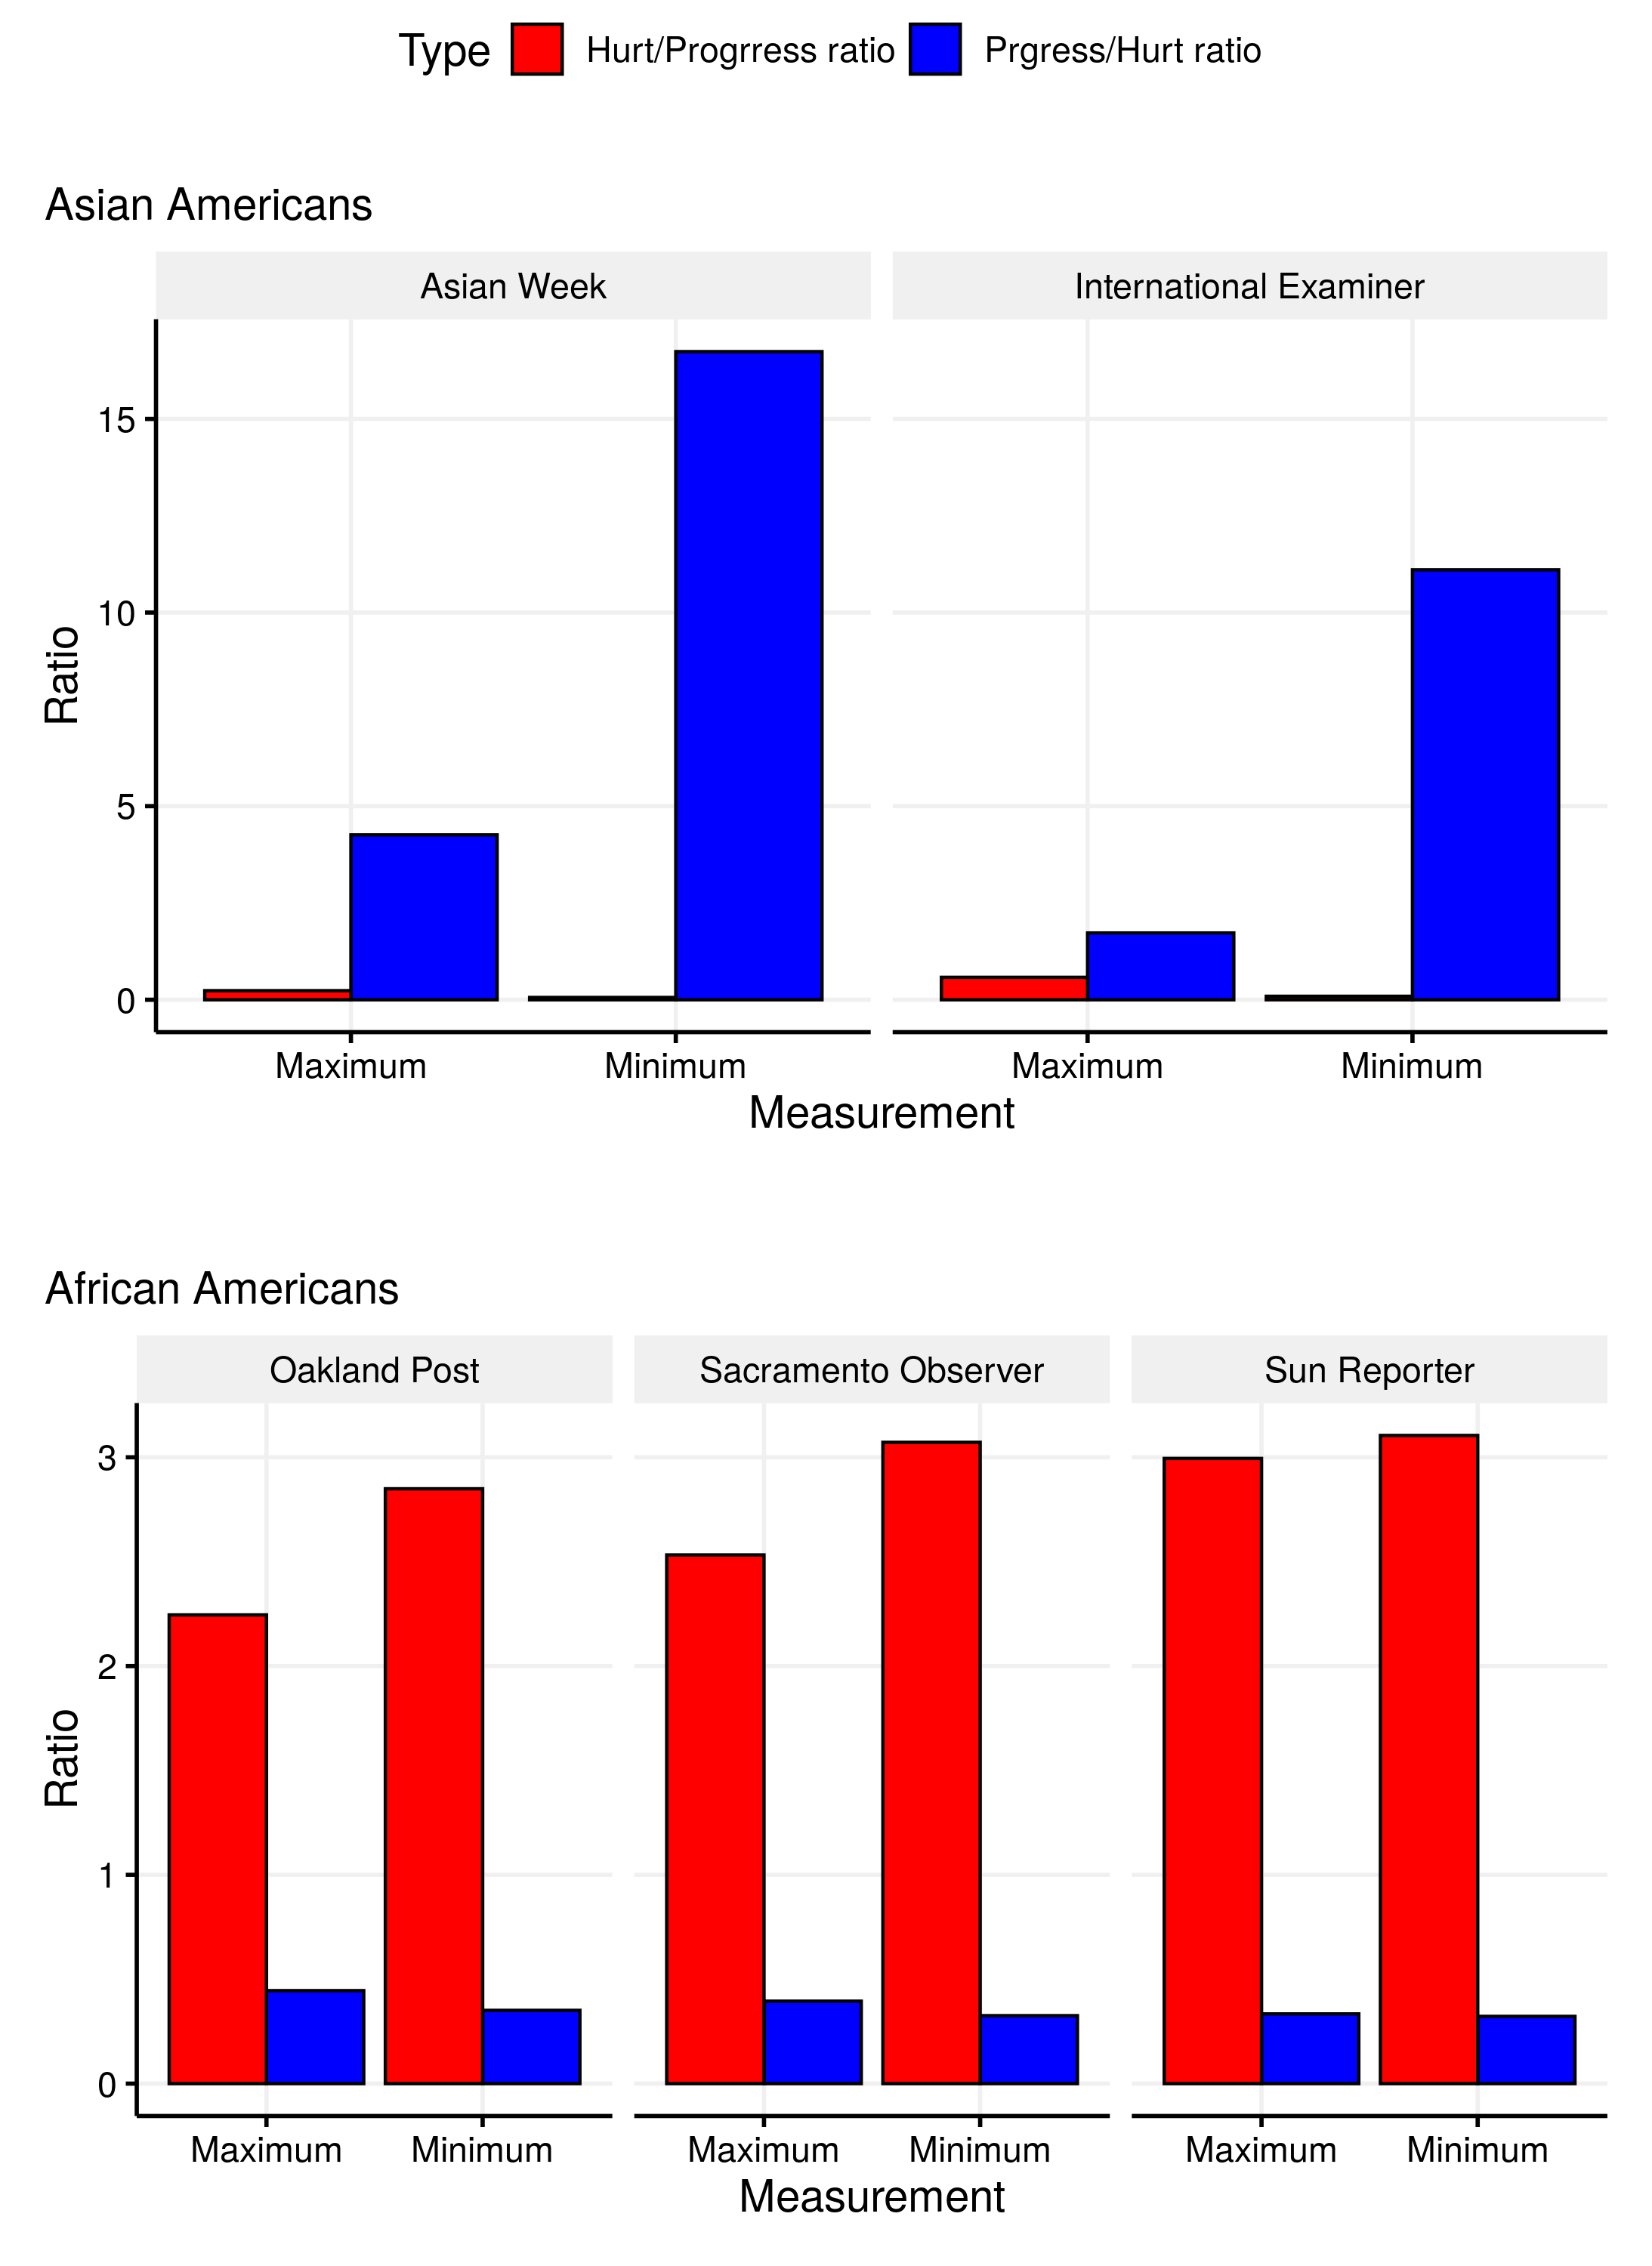 Type Hurt/Progrress ratio Prgress/Hurt ratio
Asian Americans
Asian Week International Examiner
15
10
5
0
Ratio
Maximum Minimum Maximum Minimum
Measurement
African Americans
Oakland Post Sacramento Observer Sun Reporter
3
2
1
0
Ratio
Maximum Minimum Maximum Minimum Maximum Minimum
Measurement